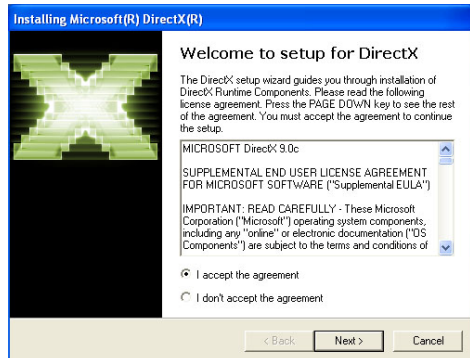 Installing Microsoft(R) DirectX(R)
Welcome to setup for DirectX
The DirectX setup wizard guides you through installation of
DirectX Runtime Components. Please read the following
license agreement. Press the PAGE DOWN key to see the rest
of the agreement. You must accept the agreement to continue
the setup.
MICROSOFT DirectX 9.0c
SUPPLEMENTAL END USER LICENSE AGREEMENT
FOR MICROSOFT SOFTWARE ("Supplemental EULA")
IMPORTANT: READ CAREFULLY - These Microsoft
Corporation ("Microsoft") operating system components,
including any "online" or electronic documentation ("OS
Components") are subject to the terms and conditions of
I accept the agreement
I don't accept the agreement
< Back Next > Cancel